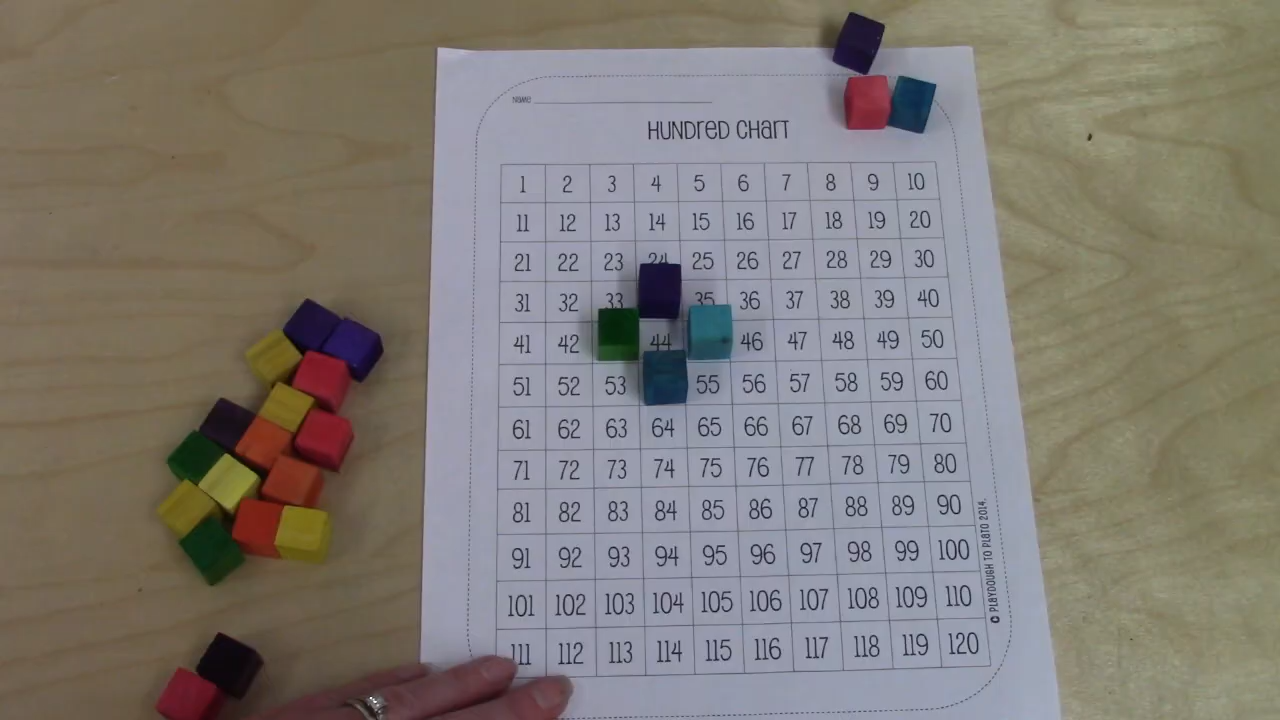 Name
HUNDRED CHART
1 2 3 4 5 6 7 8 9 10
11 12 13 14 15 16 17 18 19 20
21 22 23 24 25 26 27 28 29 30
31 32 33 35 36 37 38 39 40
41 42 44 46 47 48 49 50
51 52 53 55 56 57 58 59 60
61 62 63 64 65 66 67 68 69 70
71 72 73 74 75 76 77 78 79 80
81 82 83 84 85 86 87 88 89 90
91 92 93 94 95 96 97 98 99 100
101 102 103 104 105 106 107 108 109 110
111 112 113 114 115 116 117 118 119 120
© PLAYDOUGH TO PLATO 2014.